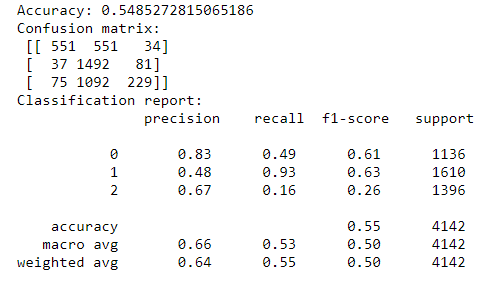 Accuracy: 0.5485272815065186
Confusion matrix:
[[ 551 551 34]
[ 37 1492 81]
[ 75 1092 229]]
Classification report:
precision recall f1-score support
0 0.83 0.49 0.61 1136
1 0.48 0.93 0.63 1610
2 0.67 0.16 0.26 1396
accuracy 0.55 4142
macro avg 0.66 0.53 0.50 4142
weighted avg 0.64 0.55 0.50 4142